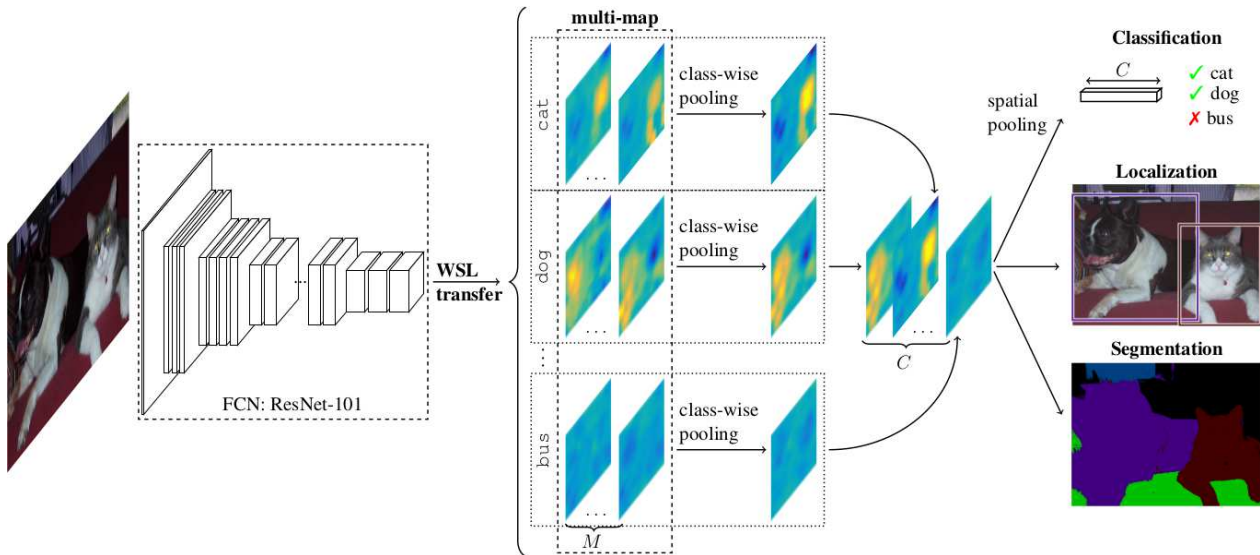 multi-map
cat
class-wise
pooling
...
dog
class-wise
pooling
...
...
bus
class-wise
pooling
...
M
FCN: ResNet-101
...
WSL
transfer
...
C
spatial
pooling
Classification
C
✓ cat
✓ dog
✗ bus
Localization
Segmentation